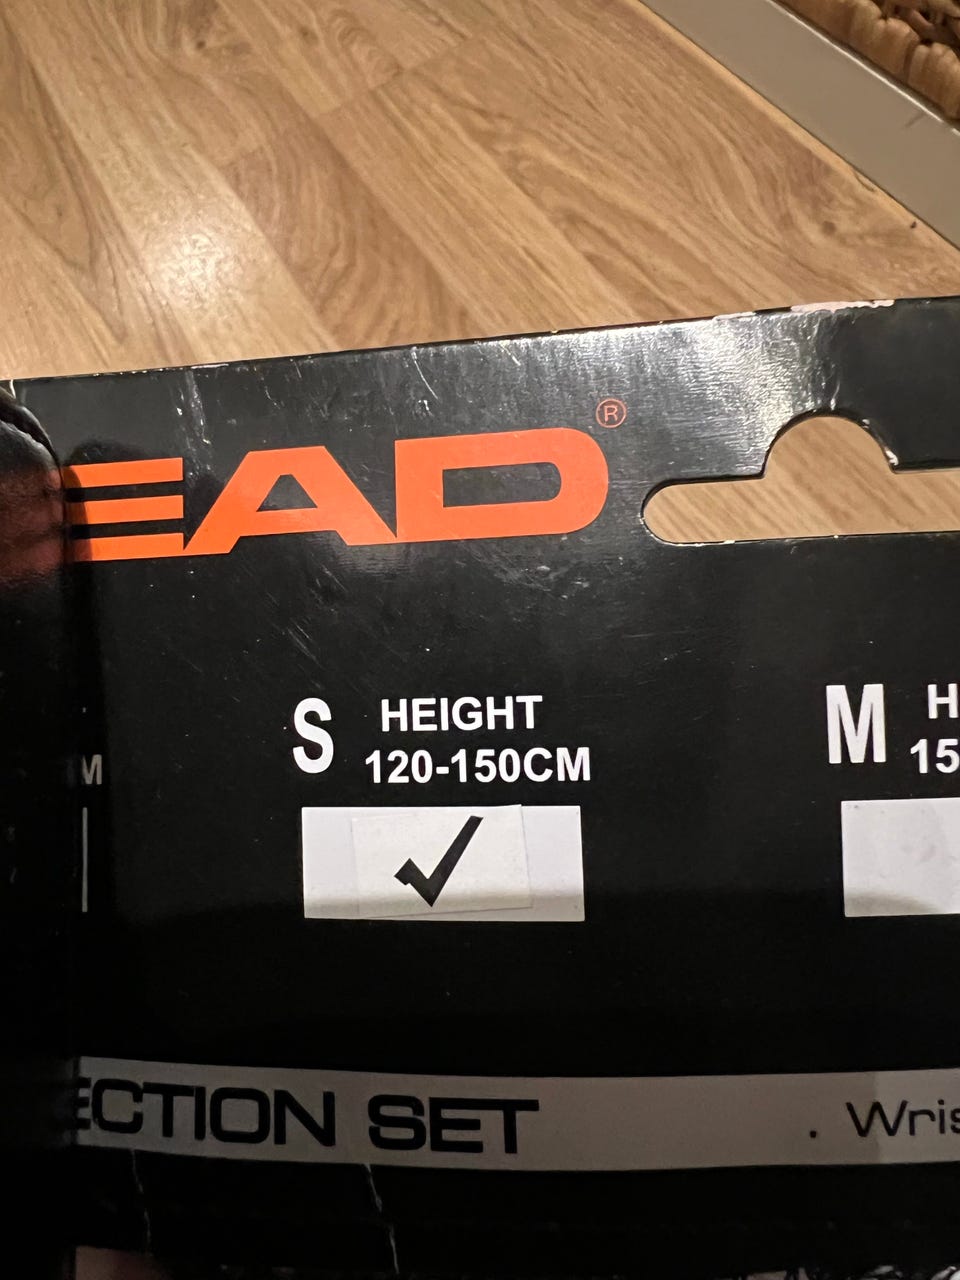 EAD®
S HEIGHT
120-150CM
M H
15
M
ECTION SET . Wris